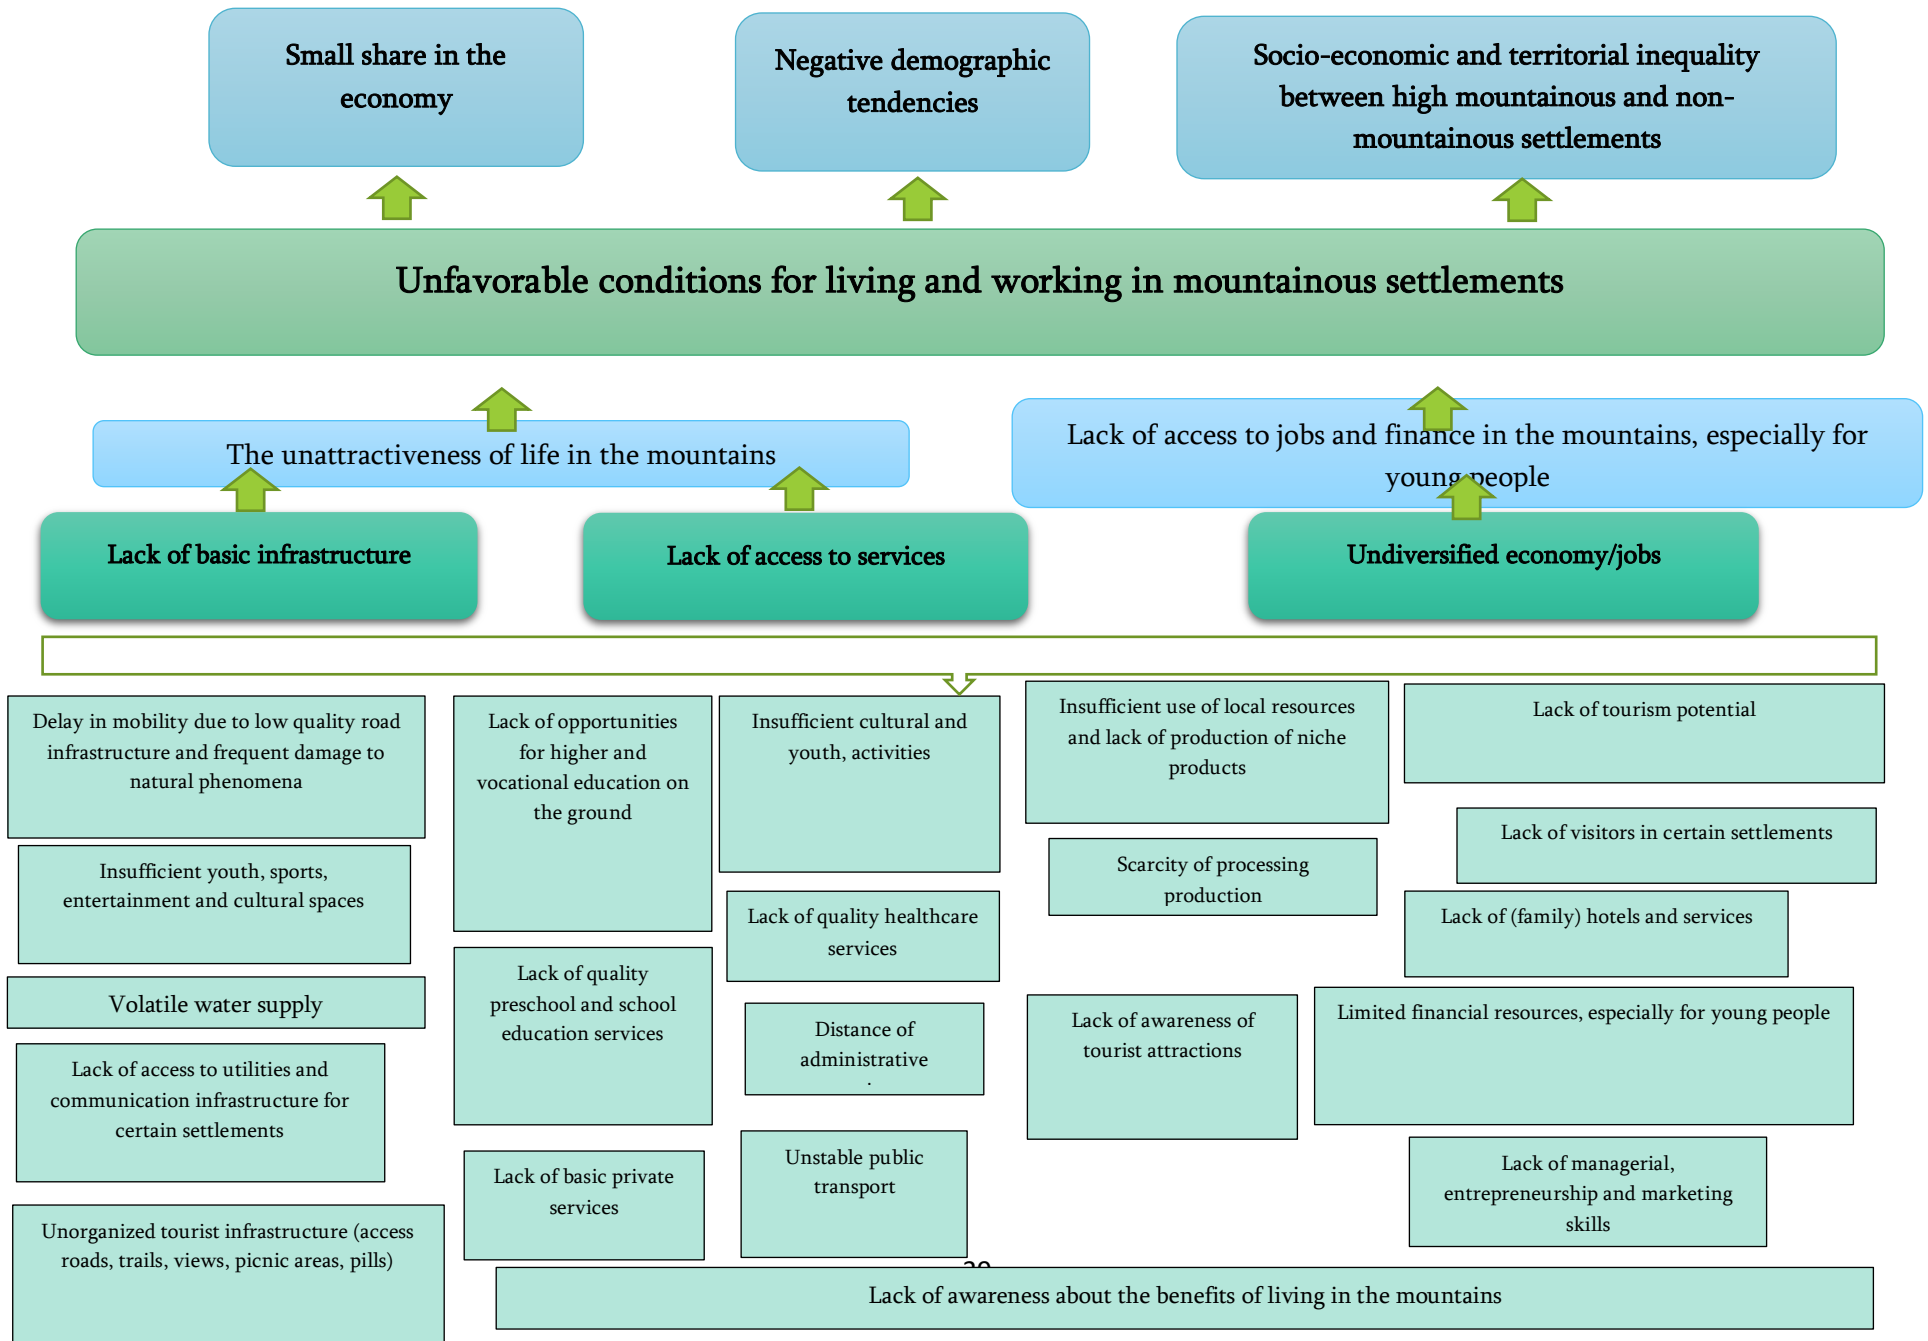 Small share in the
economy
Negative demographic
tendencies
Socio-economic and territorial inequality
between high mountainous and non-
mountainous settlements
Unfavorable conditions for living and working in mountainous settlements
The unattractiveness of life in the mountains
Lack of access to jobs and finance in the mountains, especially for
young people
Lack of basic infrastructure
Lack of access to services
Undiversified economy/jobs
Delay in mobility due to low quality road
infrastructure and frequent damage to
natural phenomena
Insufficient youth, sports,
entertainment and cultural spaces
Volatile water supply
Lack of access to utilities and
communication infrastructure for
certain settlements
Unorganized tourist infrastructure (access
roads, trails, views, picnic areas, pills)
Lack of opportunities
for higher and
vocational education on
the ground
Lack of quality
preschool and school
education services
Lack of basic private
services
Insufficient cultural and
youth, activities
Lack of quality healthcare
services
Distance of
administrative
Unstable public
transport
Insufficient use of local resources
and lack of production of niche
products
Scarcity of processing
production
Lack of awareness of
tourist attractions
Lack of tourism potential
Lack of visitors in certain settlements
Lack of (family) hotels and services
Limited financial resources, especially for young people
Lack of managerial,
entrepreneurship and marketing
skills
Lack of awareness about the benefits of living in the mountains